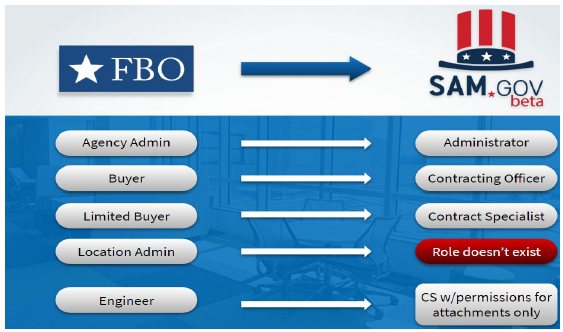 FBO
SAM.GOV
beta
Agency Admin
Administrator
Buyer
Contracting Officer
Limited Buyer
Contract Specialist
Location Admin
Role doesn't exist
Engineer
CS w/permissions for
attachments only